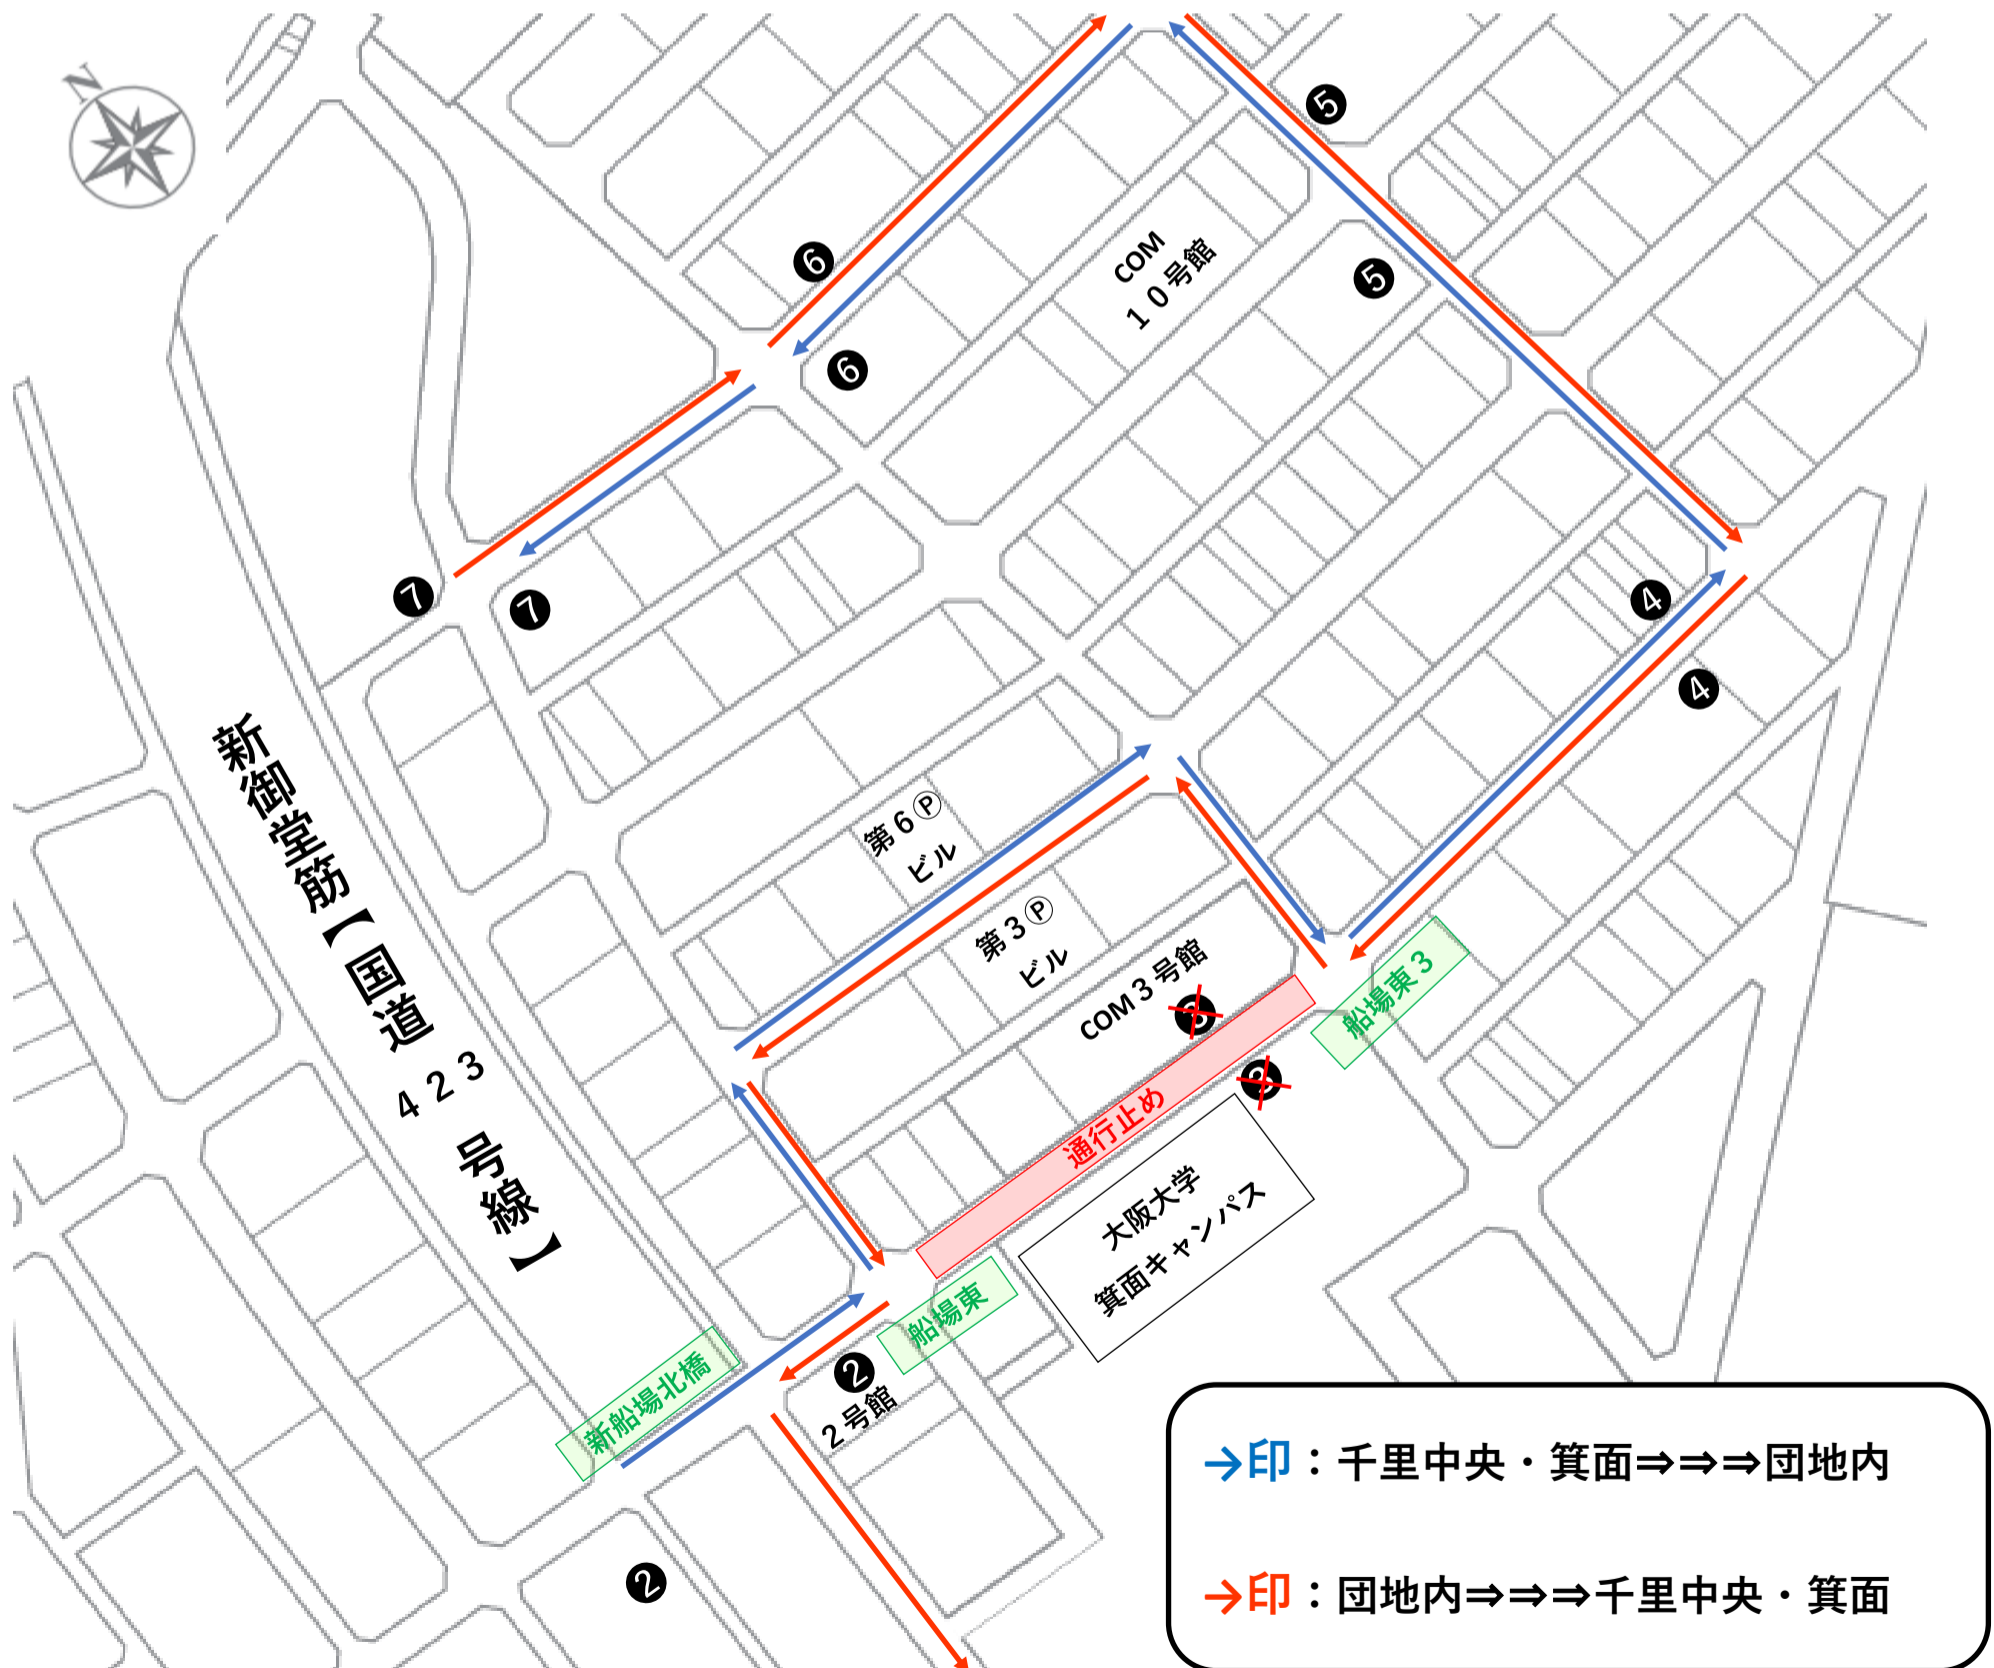 N
❺
❻
COM
１０号館
❺
❻
❼
❼
❹
❹
新御堂筋【国道423号線】
第６Ⓟ
ビル
第３Ⓟ
ビル
COM３号館
❸
船場東３
❸
通行止め
大阪大学
箕面キャンパス
船場東
新船場北橋
❷
２号館
❷
→印：千里中央・箕面⇒⇒⇒団地内
→印：団地内⇒⇒⇒千里中央・箕面